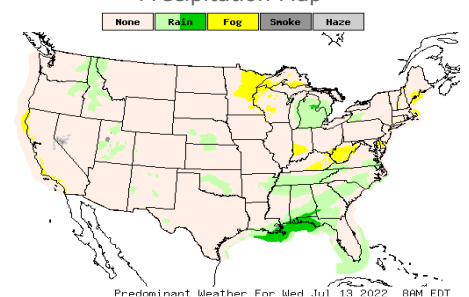 Precipitation Map
None Rain Fog Smoke Haze
Predominant Weather For Wed Jul 13 2022 8AM EDT